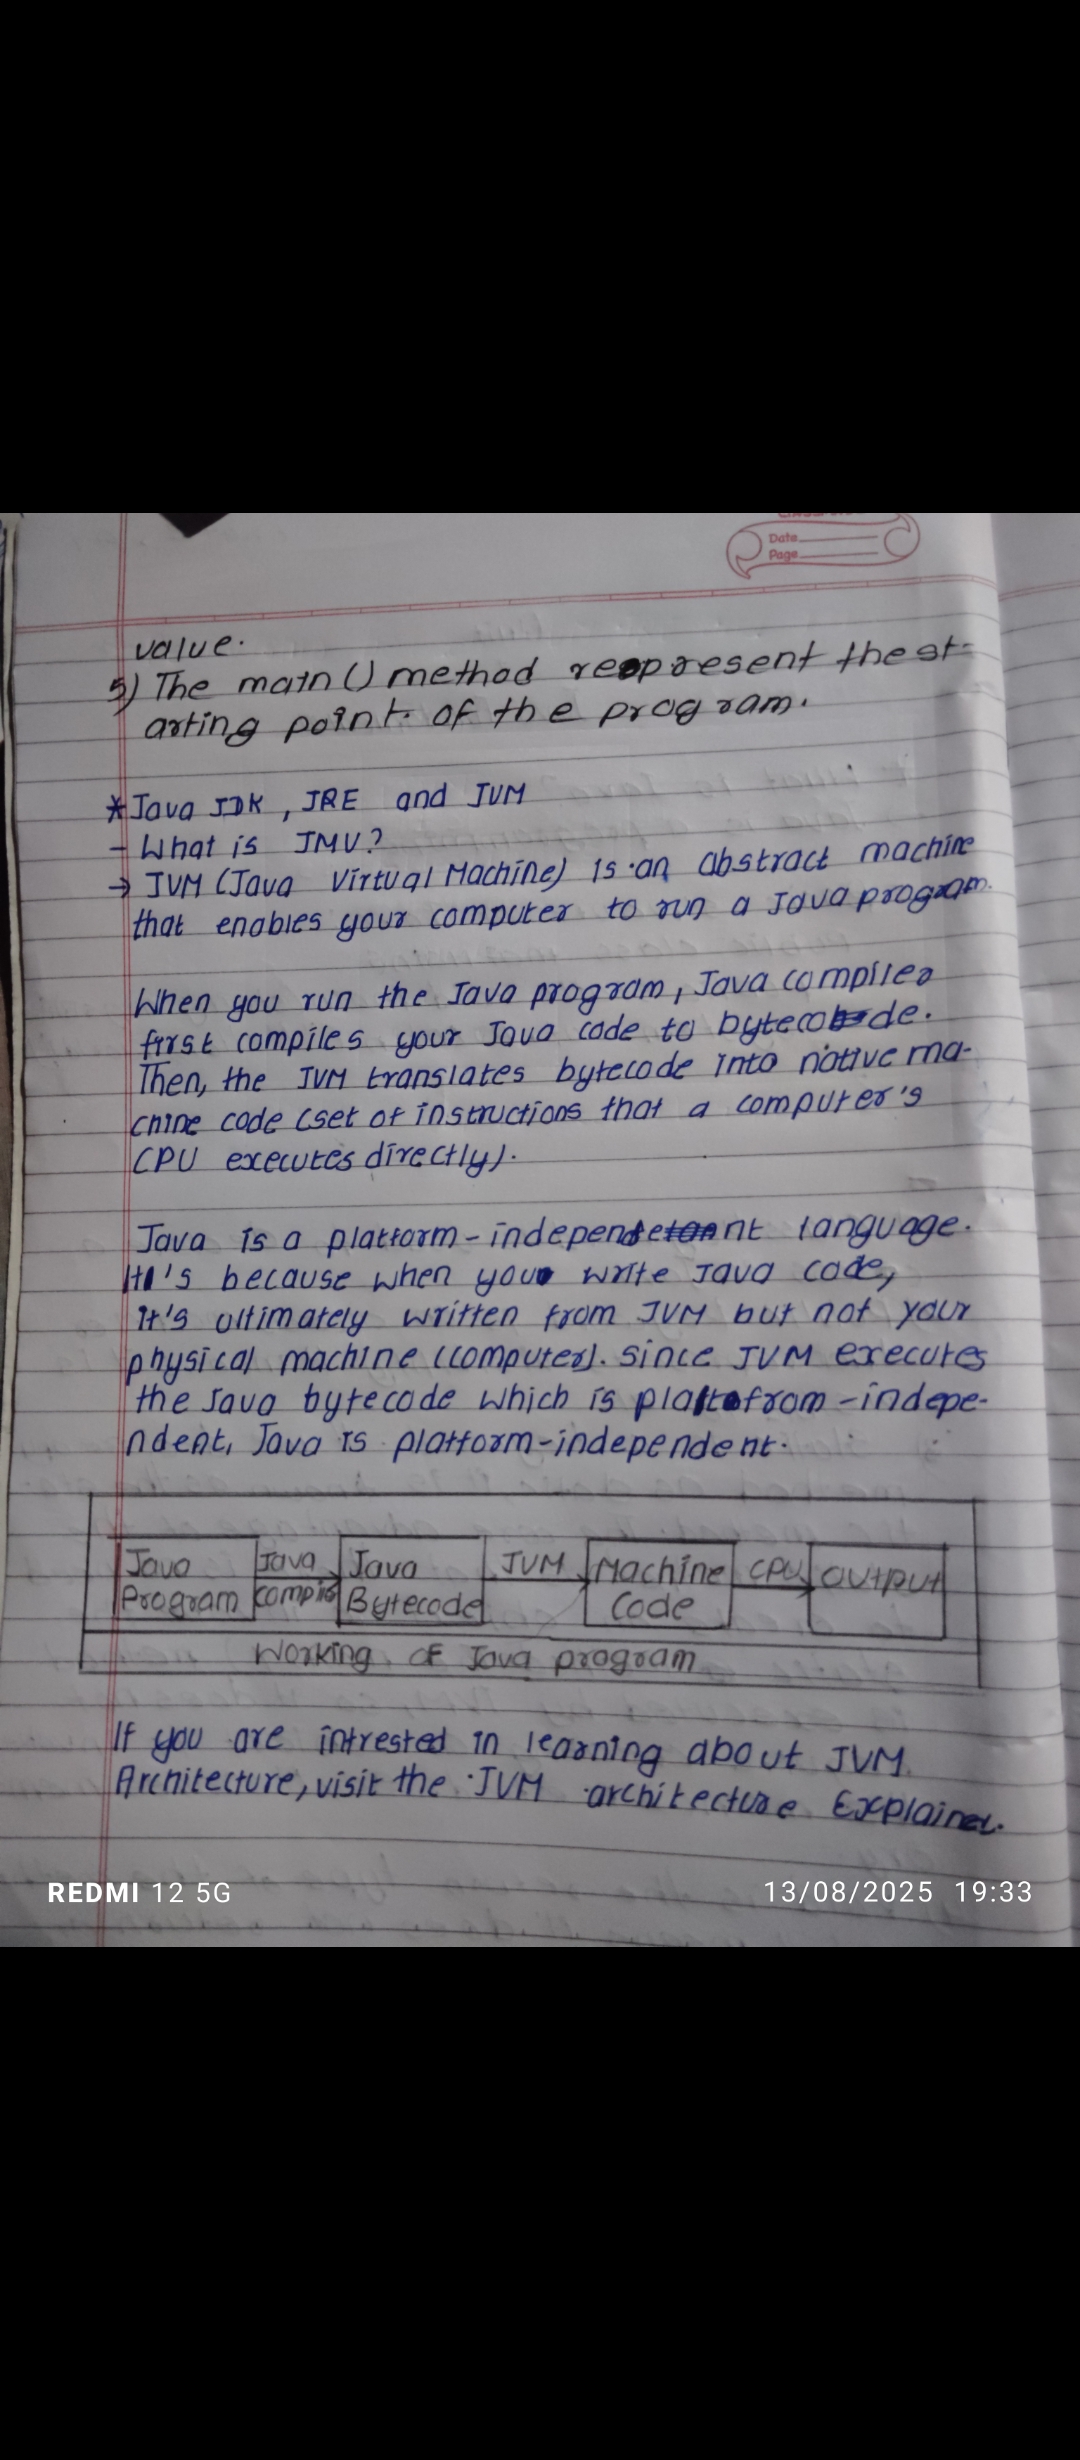 Date
Page
value.
5) The main() method represent the st-
arting point of the program.
* Java JDK, JRE and JVM
- What is JMV?
→ JVM (Java Virtual Machine) is an abstract machine
that enables your computer to run a Java program.
When you run the Java program, Java compiler
first compiles your Java code to bytecode.
Then, the JVM translates bytecode into native ma-
chine code (set of instructions that a computer's
CPU executes directly).
Java is a platform-independent language.
It's because when you write Java code,
it's ultimately written from JVM but not your
physical machine (computer). Since JVM executes
the Java bytecode which is platfrom-indepe-
ndent, Java is platform-independent.
Java Java Java JVM Machine CPU Output
Program Bytecode Code
Working of Java program
If you are intrested in learning about JVM
Architecture, visit the JVM architecture Explainer.
REDMI 12 5G 13/08/2025 19:33